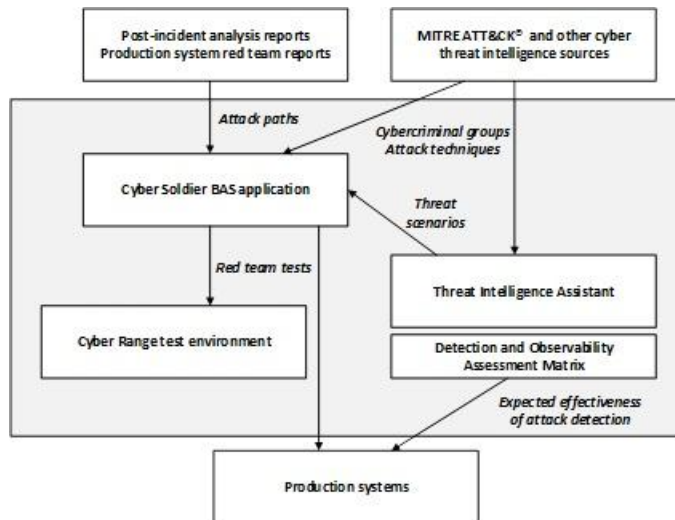 Post-incident analysis reports
Production system red team reports
MITRE ATT&CK® and other cyber
threat intelligence sources
Attack paths
Cybercriminal groups
Attack techniques
Cyber Soldier BAS application
Threat
scenarios
Red team tests
Threat Intelligence Assistant
Cyber Range test environment
Detection and Observability
Assessment Matrix
Expected effectiveness
of attack detection
Production systems